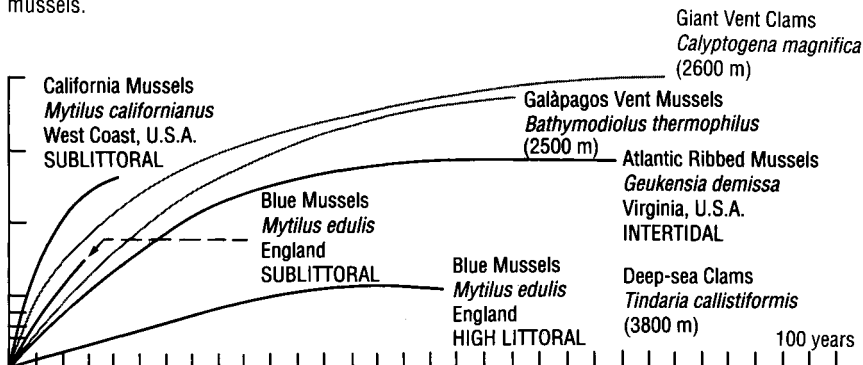 mussels.
Giant Vent Clams
Calyptogena magnifica
(2600 m)
California Mussels
Mytilus californianus
West Coast, U.S.A.
SUBLITTORAL
Galàpagos Vent Mussels
Bathymodiolus thermophilus
(2500 m)
Atlantic Ribbed Mussels
Geukensia demissa
Virginia, U.S.A.
INTERTIDAL
Blue Mussels
Mytilus edulis
England
SUBLITTORAL
Blue Mussels
Mytilus edulis
England
HIGH LITTORAL
Deep-sea Clams
Tindaria callistiformis
(3800 m)
100 years